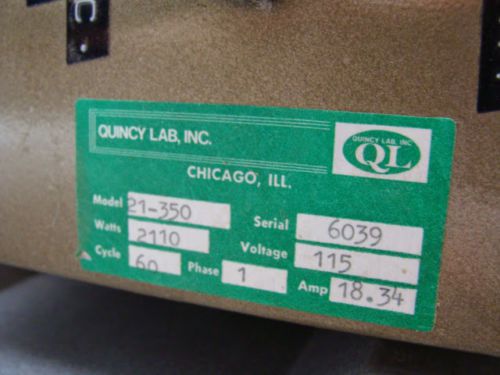 C.
QUINCY LAB, INC.
QUINCY LAB, INC
QL
CHICAGO, ILL.
Model 21-350 Serial 6039
Watts 2110 Voltage 115
Cycle 60 Phase 1 Amp 18.34